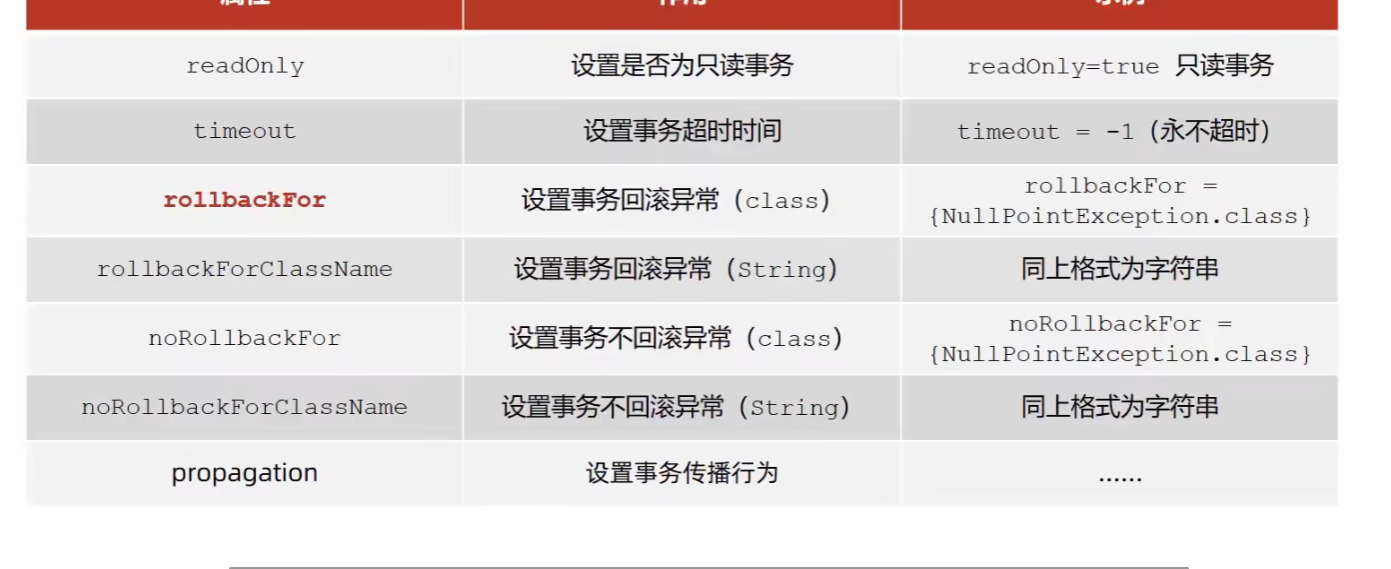 readOnly 设置是否为只读事务 readOnly=true 只读事务
timeout 设置事务超时时间 timeout = -1（永不超时）
rollbackFor 设置事务回滚异常（class） rollbackFor =
{NullPointException.class}
rollbackForClassName 设置事务回滚异常（String） 同上格式为字符串
noRollbackFor 设置事务不回滚异常（class） noRollbackFor =
{NullPointException.class}
noRollbackForClassName 设置事务不回滚异常（String） 同上格式为字符串
propagation 设置事务传播行为 ……